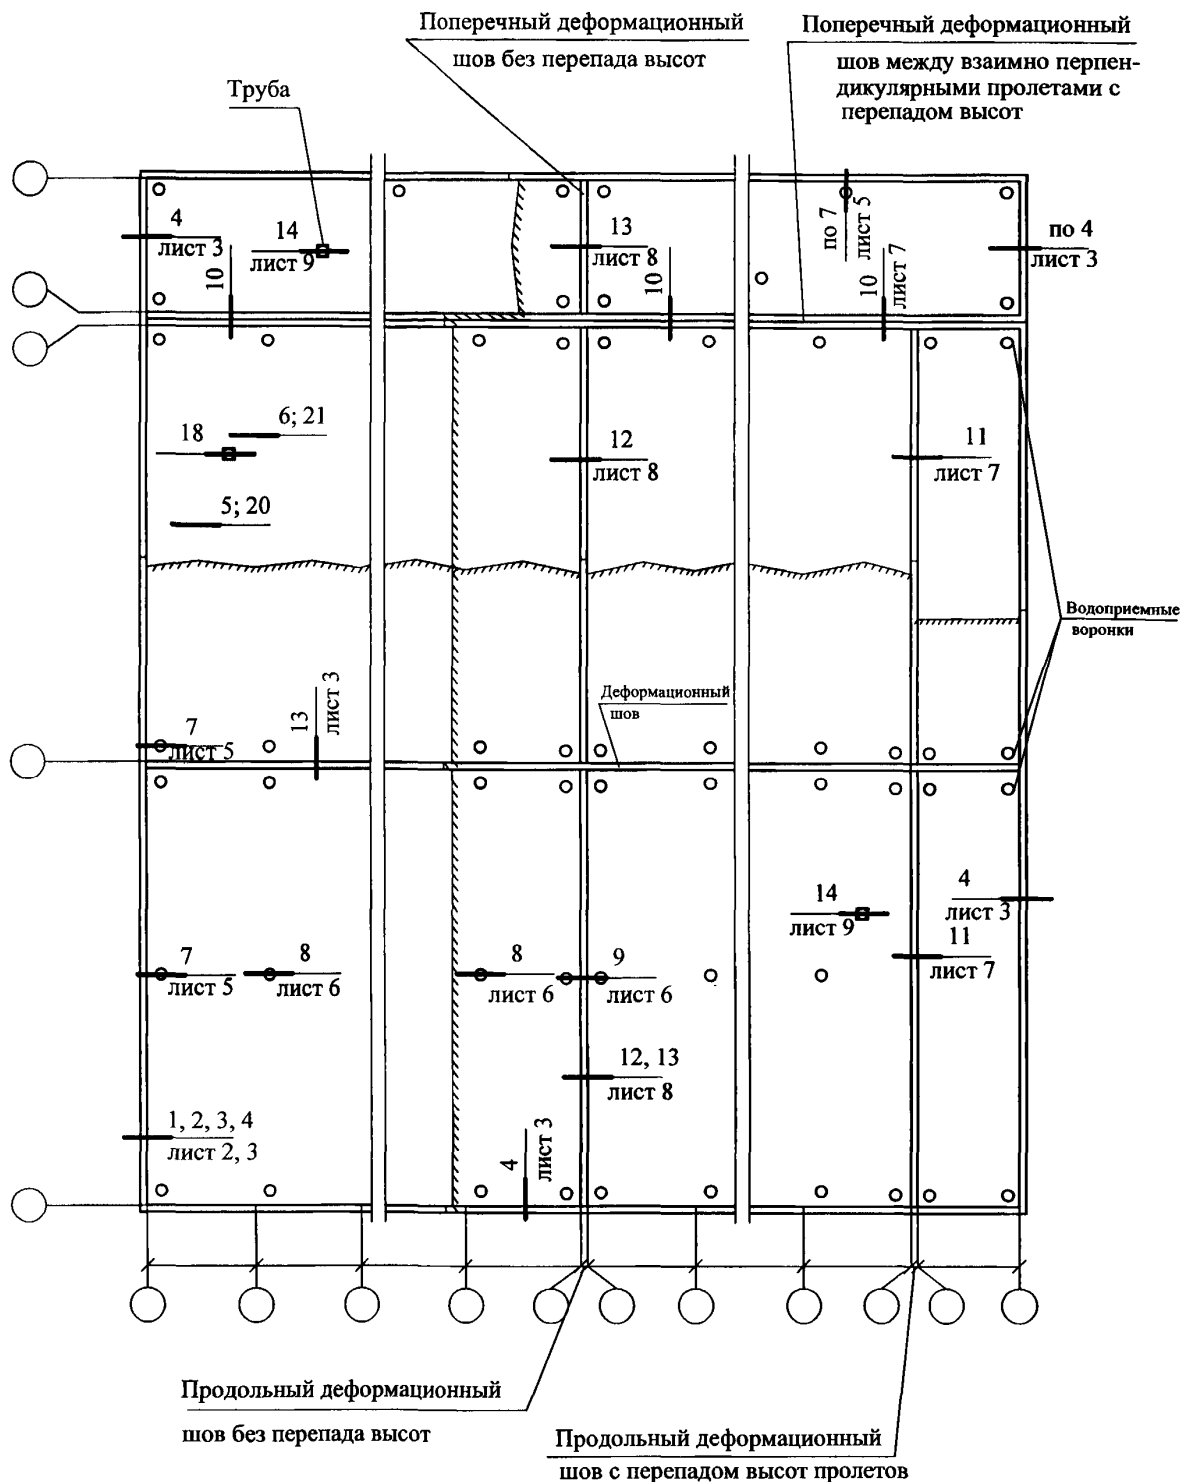 Поперечный деформационный
шов без перепада высот
Поперечный деформационный
шов между взаимно перпен-
дикулярными пролетами с
перепадом высот
Труба
4
лист 3
14
лист 9
10
13
лист 8
10
по 7
лист 5
10
лист 7
по 4
лист 3
6; 21
18
5; 20
12
лист 8
11
лист 7
Водоприемные
воронки
7
лист 5
13
лист 3
Деформационный
шов
7
лист 5
8
лист 6
8
лист 6
9
лист 6
14
лист 9
4
лист 3
11
лист 7
12, 13
лист 8
1, 2, 3, 4
лист 2, 3
4
лист 3
Продольный деформационный
шов без перепада высот
Продольный деформационный
шов с перепадом высот пролетов